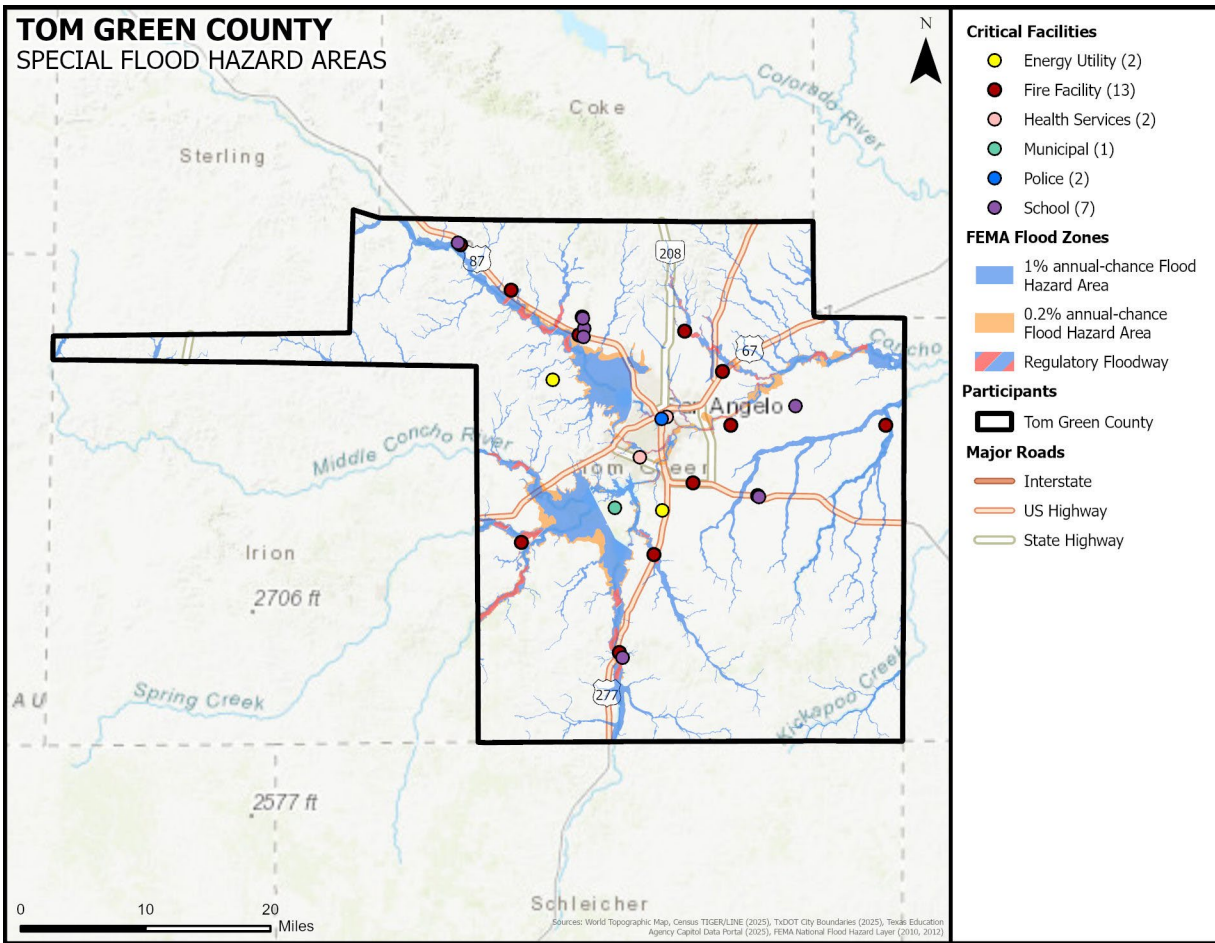 TOM GREEN COUNTY
SPECIAL FLOOD HAZARD AREAS
N
Colorado River
Coke
Sterling
87
208
67
Concho
San Angelo
Middle Concho River
Tom Green
Irion
2706 ft
Spring Creek
Kickapoo Creek
277
A U
2577 ft
Schleicher
0 10 20
Miles
Sources: World Topographic Map, Census TIGER/LINE (2025), TxDOT City Boundaries (2025), Texas Education
Agency Capitol Data Portal (2025), FEMA National Flood Hazard Layer (2010, 2012)
Critical Facilities
Energy Utility (2)
Fire Facility (13)
Health Services (2)
Municipal (1)
Police (2)
School (7)
FEMA Flood Zones
1% annual-chance Flood
Hazard Area
0.2% annual-chance
Flood Hazard Area
Regulatory Floodway
Participants
Tom Green County
Major Roads
Interstate
US Highway
State Highway